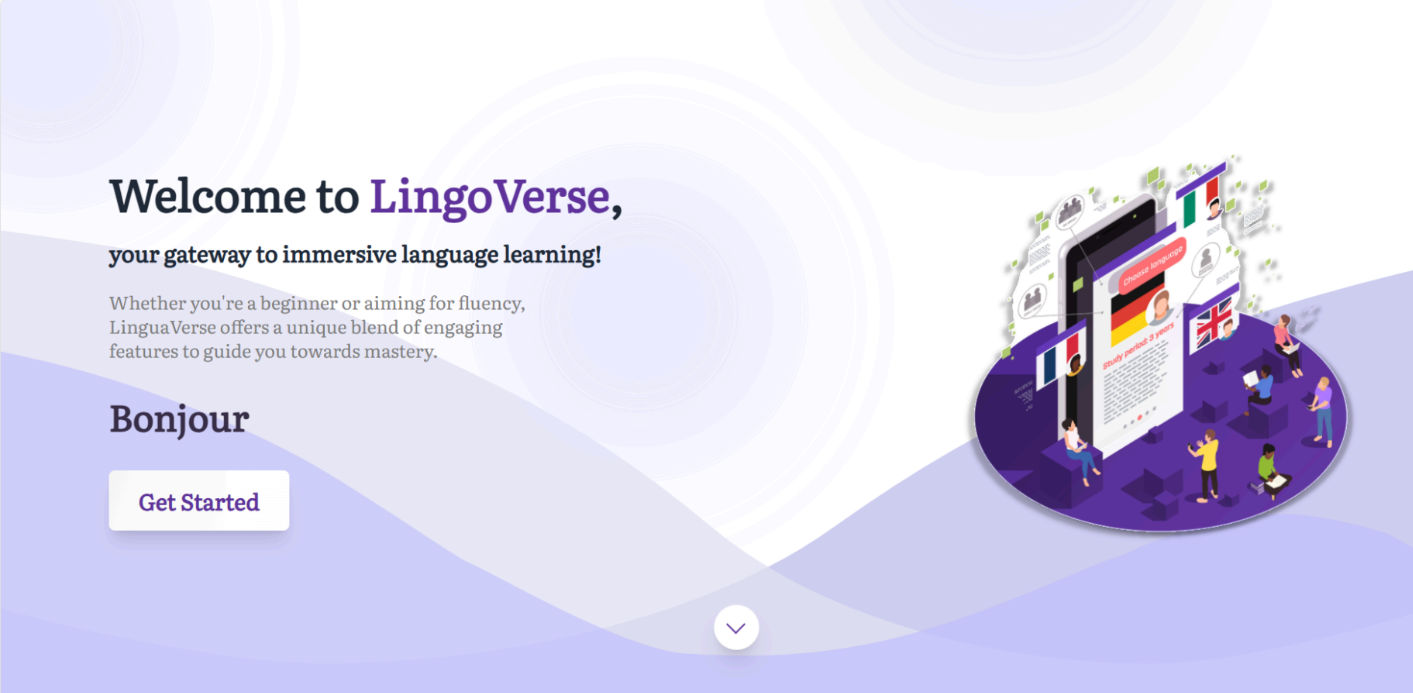 Welcome to LingoVerse,
your gateway to immersive language learning!
Whether you're a beginner or aiming for fluency,
LinguaVerse offers a unique blend of engaging
features to guide you towards mastery.
Bonjour
Get Started
Choose language
Study period: 3 years